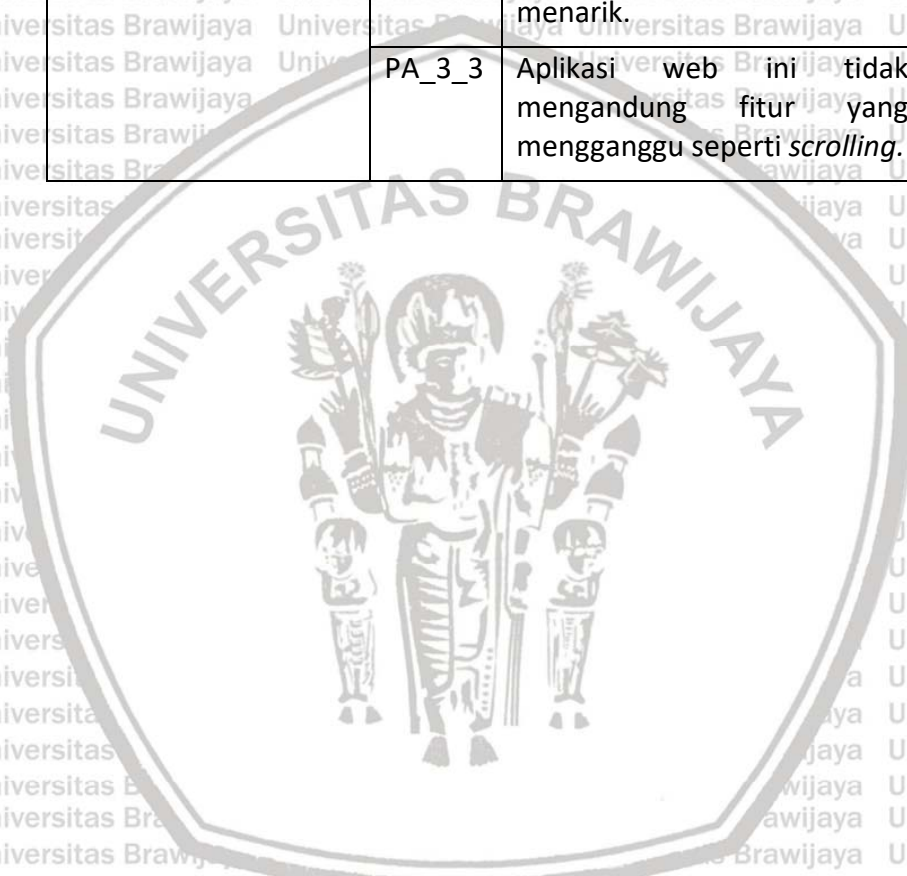 menarik.
PA_3_3 Aplikasi web ini tidak
mengandung fitur yang
mengganggu seperti scrolling.
UNIVERSITAS BRAWIJAYA